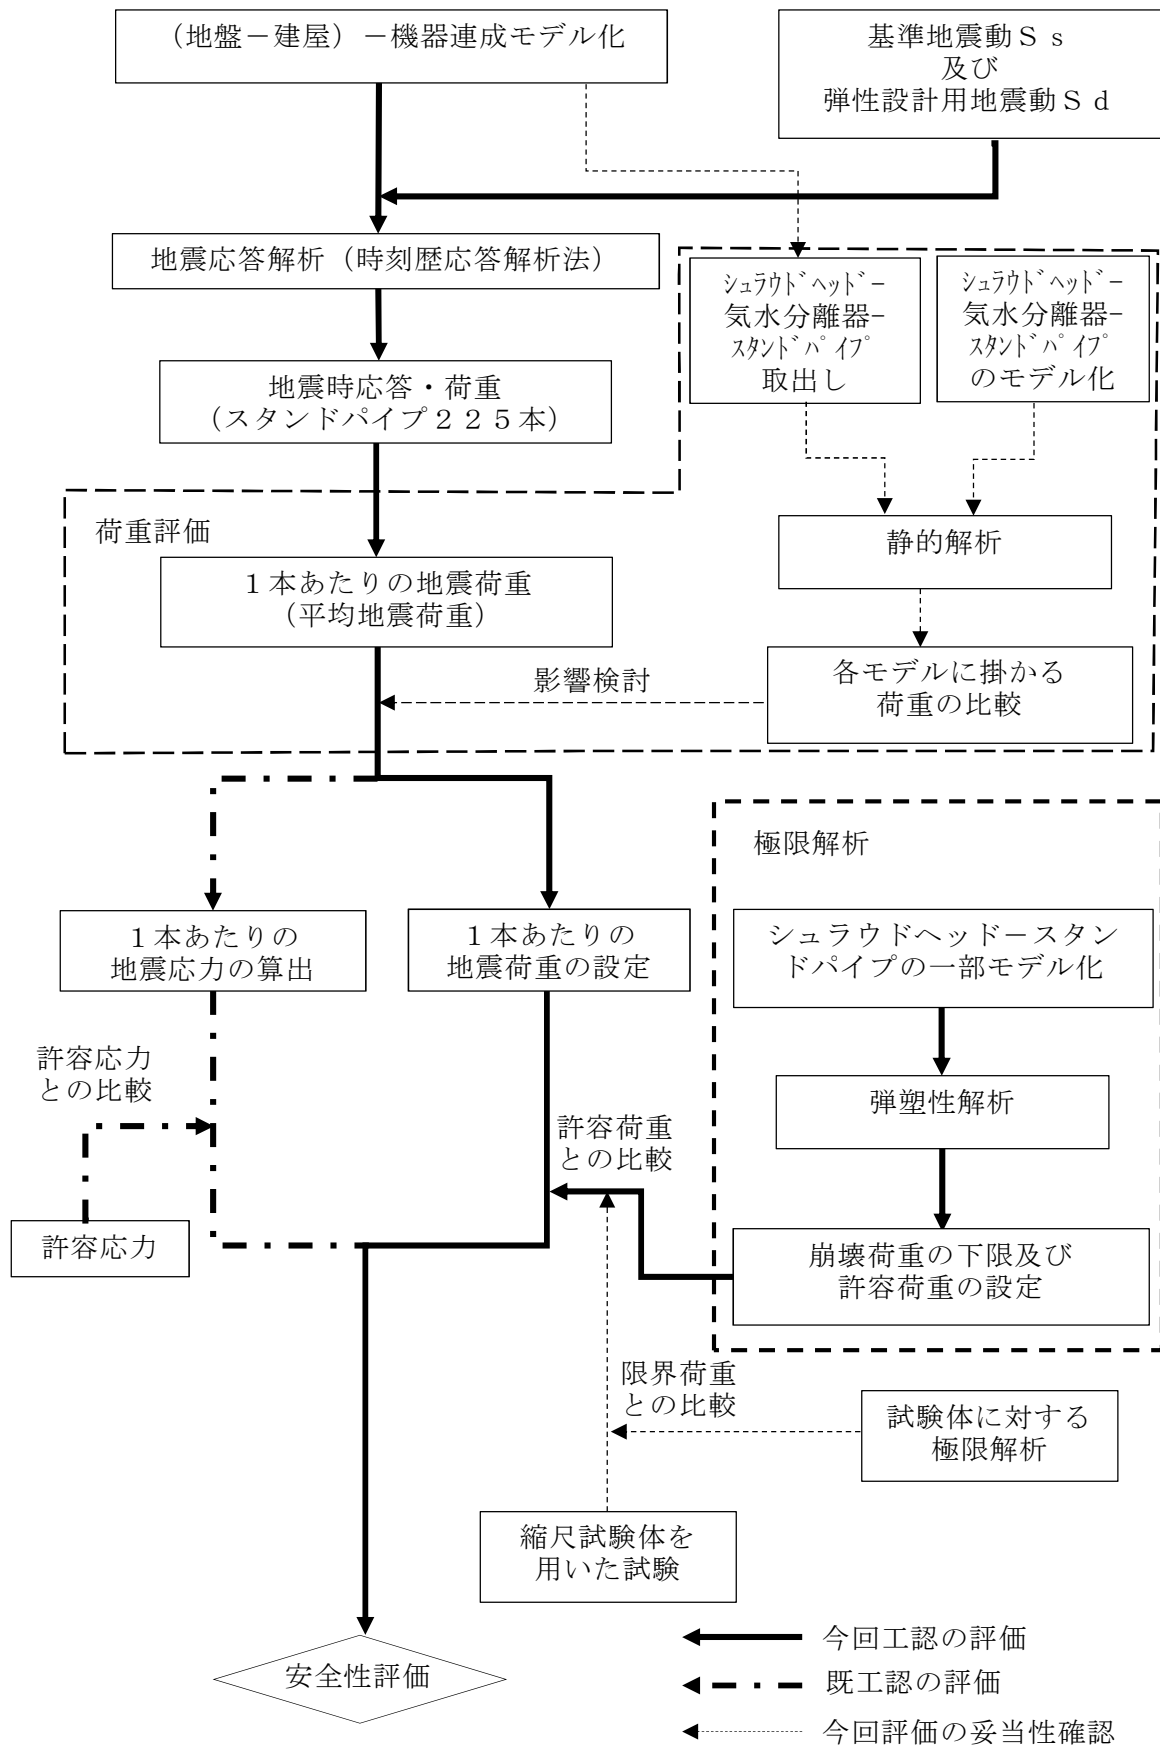 （地盤－建屋）－機器連成モデル化
基準地震動Ｓｓ
及び
弾性設計用地震動Ｓｄ
地震応答解析（時刻歴応答解析法）
ｼｭﾗｳﾄﾞﾍｯﾄﾞ－
気水分離器－
ｽﾀﾝﾄﾞﾊﾟｲﾌﾟ
取出し
ｼｭﾗｳﾄﾞﾍｯﾄﾞ－
気水分離器－
ｽﾀﾝﾄﾞﾊﾟｲﾌﾟ
のモデル化
地震時応答・荷重
（スタンドパイプ２２５本）
荷重評価
静的解析
１本あたりの地震荷重
（平均地震荷重）
影響検討
各モデルに掛かる
荷重の比較
極限解析
１本あたりの
地震応力の算出
１本あたりの
地震荷重の設定
シュラウドヘッド－スタン
ドパイプの一部モデル化
許容応力
との比較
弾塑性解析
許容荷重
との比較
許容応力
崩壊荷重の下限及び
許容荷重の設定
限界荷重
との比較
試験体に対する
極限解析
縮尺試験体を
用いた試験
安全性評価
今回工認の評価
既工認の評価
今回評価の妥当性確認